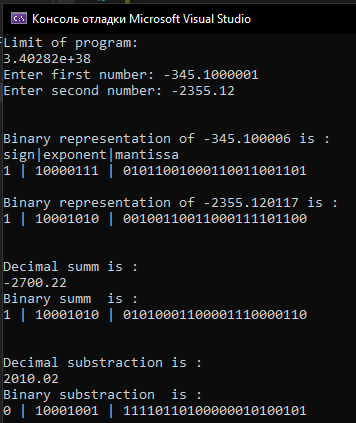 Консоль отладки Microsoft Visual Studio
Limit of program:
3.40282e+38
Enter first number: -345.1000001
Enter second number: -2355.12
Binary representation of -345.100006 is :
sign|exponent|mantissa
1 | 10000111 | 01011001000110011001101
Binary representation of -2355.120117 is :
1 | 10001010 | 00100110011000111101100
Decimal summ is :
-2700.22
Binary summ  is :
1 | 10001010 | 01010001100001110000110
Decimal substraction is :
2010.02
Binary substraction  is :
0 | 10001001 | 11110110100000010100101